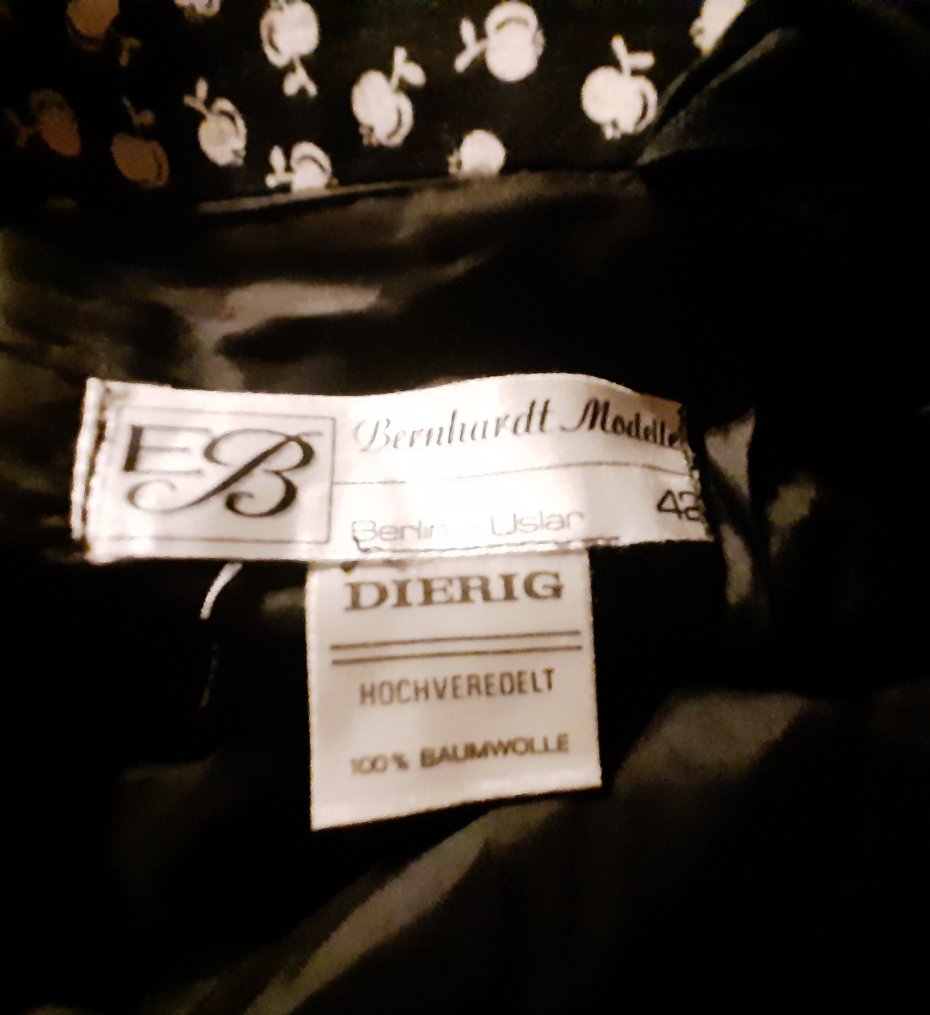 EB
Bernhardt Modelle
Berlin - Uslar 42
DIERIG
HOCHVEREDELT
100% BAUMWOLLE